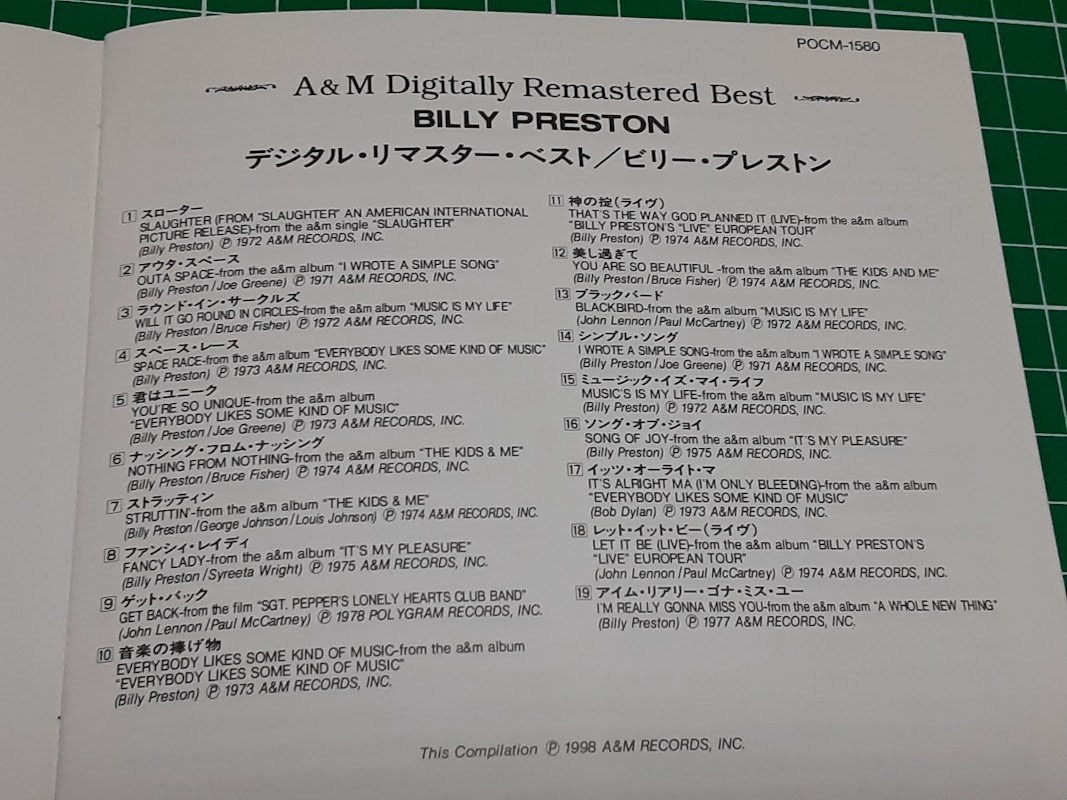 POCM-1580
A & M Digitally Remastered Best
BILLY PRESTON
デジタル・リマスター・ベスト/ビリー・プレストン
1 スローター
SLAUGHTER (FROM "SLAUGHTER" AN AMERICAN INTERNATIONAL
PICTURE RELEASE)-from the a&m single "SLAUGHTER"
(Billy Preston) Ⓟ 1972 A&M RECORDS, INC.
2 アウタ・スペース
OUTA SPACE-from the a&m album "I WROTE A SIMPLE SONG"
(Billy Preston/Joe Greene) Ⓟ 1971 A&M RECORDS, INC.
3 ラウンド・イン・サークルズ
WILL IT GO ROUND IN CIRCLES-from the a&m album "MUSIC IS MY LIFE"
(Billy Preston/Bruce Fisher) Ⓟ 1972 A&M RECORDS, INC.
4 スペース・レース
SPACE RACE-from the a&m album "EVERYBODY LIKES SOME KIND OF MUSIC"
(Billy Preston) Ⓟ 1973 A&M RECORDS, INC.
5 君はユニーク
YOU'RE SO UNIQUE-from the a&m album
"EVERYBODY LIKES SOME KIND OF MUSIC"
(Billy Preston/Joe Greene) Ⓟ 1973 A&M RECORDS, INC.
6 ナッシング・フロム・ナッシング
NOTHING FROM NOTHING-from the a&m album "THE KIDS & ME"
(Billy Preston/Bruce Fisher) Ⓟ 1974 A&M RECORDS, INC.
7 ストラッティン
STRUTTIN'-from the a&m album "THE KIDS & ME"
(Billy Preston/George Johnson/Louis Johnson) Ⓟ 1974 A&M RECORDS, INC.
8 ファンシィ・レイディ
FANCY LADY-from the a&m album "IT'S MY PLEASURE"
(Billy Preston/Syreeta Wright) Ⓟ 1975 A&M RECORDS, INC.
9 ゲット・バック
GET BACK-from the film "SGT. PEPPER'S LONELY HEARTS CLUB BAND"
(John Lennon/Paul McCartney) Ⓟ 1978 POLYGRAM RECORDS, INC.
10 音楽の捧げ物
EVERYBODY LIKES SOME KIND OF MUSIC-from the a&m album
"EVERYBODY LIKES SOME KIND OF MUSIC"
(Billy Preston) Ⓟ 1973 A&M RECORDS, INC.
11 神の掟(ライヴ)
THAT'S THE WAY GOD PLANNED IT (LIVE)-from the a&m album
"BILLY PRESTON'S "LIVE" EUROPEAN TOUR"
(Billy Preston) Ⓟ 1974 A&M RECORDS, INC.
12 美し過ぎて
YOU ARE SO BEAUTIFUL -from the a&m album "THE KIDS AND ME"
(Billy Preston/Bruce Fisher) Ⓟ 1974 A&M RECORDS, INC.
13 ブラックバード
BLACKBIRD-from the a&m album "MUSIC IS MY LIFE"
(John Lennon/Paul McCartney) Ⓟ 1972 A&M RECORDS, INC.
14 シンプル・ソング
I WROTE A SIMPLE SONG-from the a&m album "I WROTE A SIMPLE SONG"
(Billy Preston/Joe Greene) Ⓟ 1971 A&M RECORDS, INC.
15 ミュージック・イズ・マイ・ライフ
MUSIC'S IS MY LIFE-from the a&m album "MUSIC IS MY LIFE"
(Billy Preston) Ⓟ 1972 A&M RECORDS, INC.
16 ソング・オブ・ジョイ
SONG OF JOY-from the a&m album "IT'S MY PLEASURE"
(Billy Preston) Ⓟ 1975 A&M RECORDS, INC.
17 イッツ・オーライト・マ
IT'S ALRIGHT MA (I'M ONLY BLEEDING)-from the a&m album
"EVERYBODY LIKES SOME KIND OF MUSIC"
(Bob Dylan) Ⓟ 1973 A&M RECORDS, INC.
18 レット・イット・ビー(ライヴ)
LET IT BE (LIVE)-from the a&m album "BILLY PRESTON'S
"LIVE" EUROPEAN TOUR"
(John Lennon/Paul McCartney) Ⓟ 1974 A&M RECORDS, INC.
19 アイム・リアリー・ゴナ・ミス・ユー
I'M REALLY GONNA MISS YOU-from the a&m album "A WHOLE NEW THING"
(Billy Preston) Ⓟ 1977 A&M RECORDS, INC.
This Compilation Ⓟ 1998 A&M RECORDS, INC.